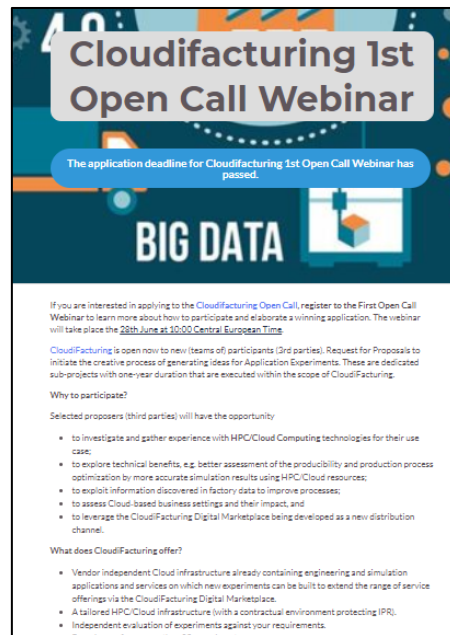 4.0
Cloudifacturing 1st
Open Call Webinar
The application deadline for Cloudifacturing 1st Open Call Webinar has
passed.
BIG DATA
If you are interested in applying to the Cloudifacturing Open Call, register to the First Open Call
Webinar to learn more about how to participate and elaborate a winning application. The webinar
will take place the 28th June at 10:00 Central European Time.
CloudiFacturing is open now to new (teams of) participants (3rd parties). Request for Proposals to
initiate the creative process of generating ideas for Application Experiments. These are dedicated
sub-projects with one-year duration that are executed within the scope of CloudiFacturing.
Why to participate?
Selected proposers (third parties) will have the opportunity
• to investigate and gather experience with HPC/Cloud Computing technologies for their use
case;
• to explore technical benefits, e.g. better assessment of the producibility and production process
optimization by more accurate simulation results using HPC/Cloud resources;
• to exploit information discovered in factory data to improve processes;
• to assess Cloud-based business settings and their impact, and
• to leverage the CloudiFacturing Digital Marketplace being developed as a new distribution
channel.
What does CloudiFacturing offer?
• Vendor independent Cloud infrastructure already containing engineering and simulation
applications and services on which new experiments can be built to extend the range of service
offerings via the CloudiFacturing Digital Marketplace.
• A tailored HPC/Cloud infrastructure (with a contractual environment protecting IPR).
• Independent evaluation of experiments against your requirements.